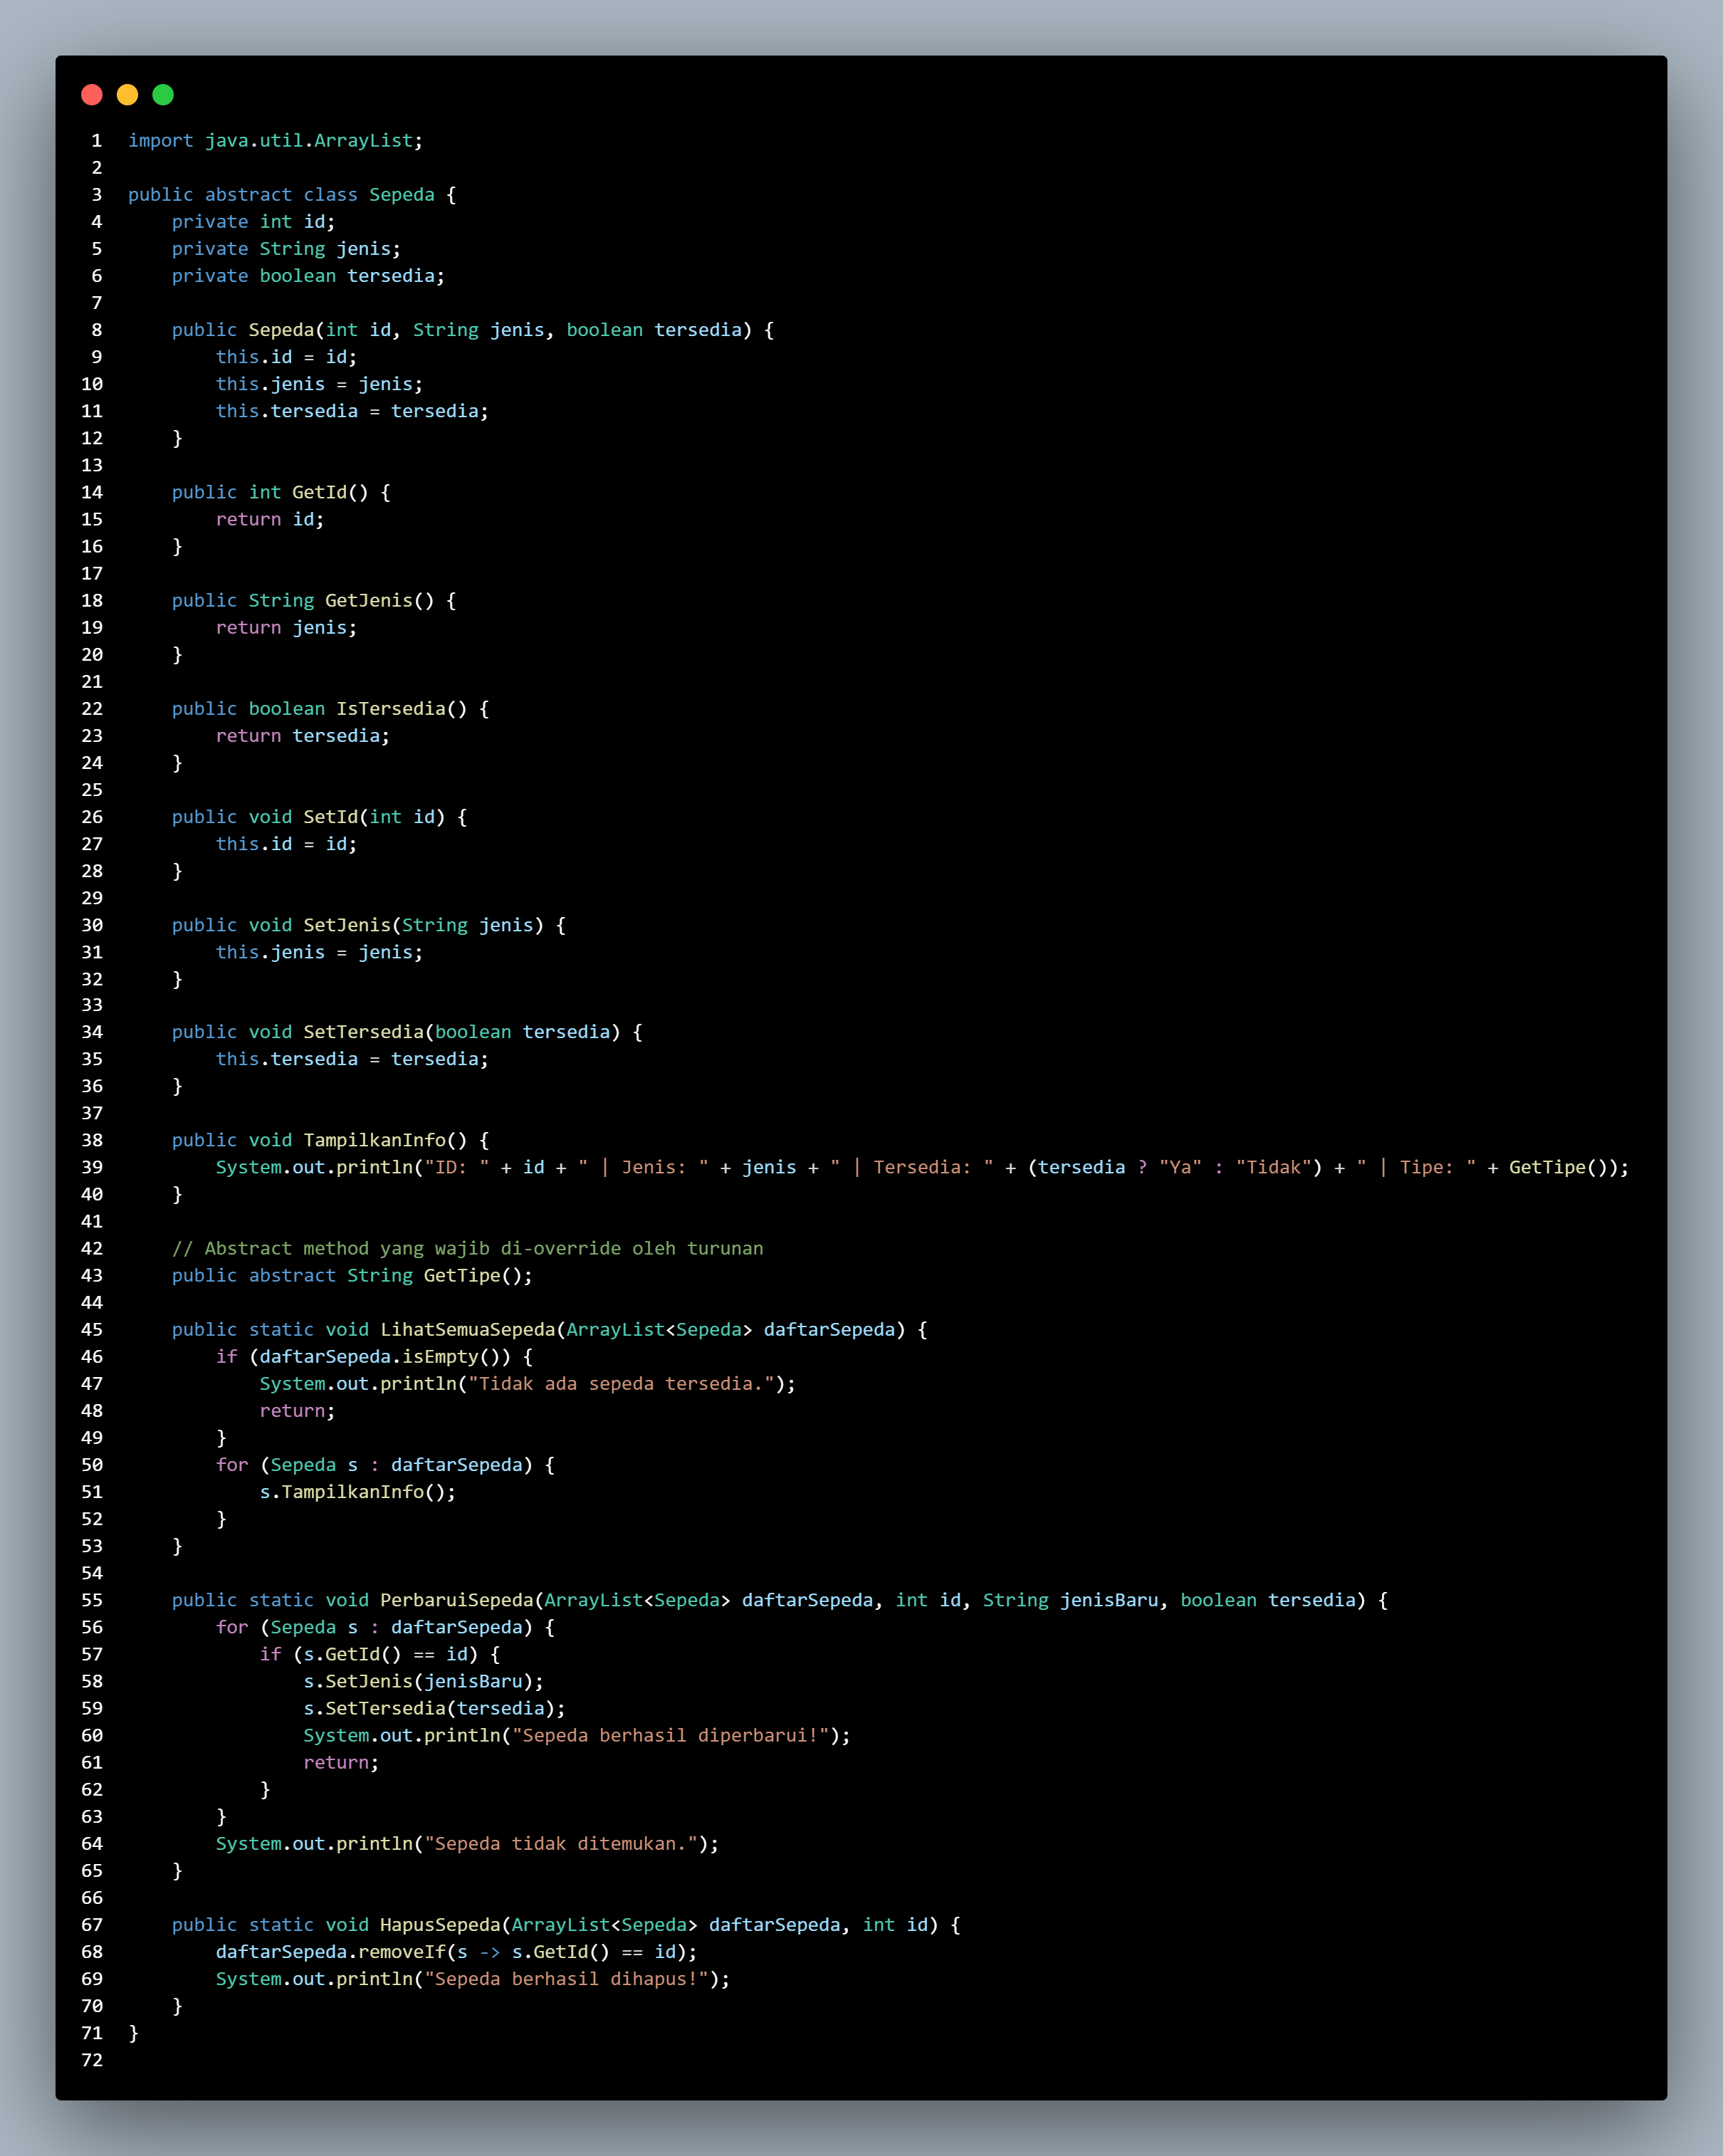 1 import java.util.ArrayList;
2
3 public abstract class Sepeda {
4     private int id;
5     private String jenis;
6     private boolean tersedia;
7
8     public Sepeda(int id, String jenis, boolean tersedia) {
9         this.id = id;
10         this.jenis = jenis;
11         this.tersedia = tersedia;
12     }
13
14     public int GetId() {
15         return id;
16     }
17
18     public String GetJenis() {
19         return jenis;
20     }
21
22     public boolean IsTersedia() {
23         return tersedia;
24     }
25
26     public void SetId(int id) {
27         this.id = id;
28     }
29
30     public void SetJenis(String jenis) {
31         this.jenis = jenis;
32     }
33
34     public void SetTersedia(boolean tersedia) {
35         this.tersedia = tersedia;
36     }
37
38     public void TampilkanInfo() {
39         System.out.println("ID: " + id + " | Jenis: " + jenis + " | Tersedia: " + (tersedia ? "Ya" : "Tidak") + " | Tipe: " + GetTipe());
40     }
41
42     // Abstract method yang wajib di-override oleh turunan
43     public abstract String GetTipe();
44
45     public static void LihatSemuaSepeda(ArrayList<Sepeda> daftarSepeda) {
46         if (daftarSepeda.isEmpty()) {
47             System.out.println("Tidak ada sepeda tersedia.");
48             return;
49         }
50         for (Sepeda s : daftarSepeda) {
51             s.TampilkanInfo();
52         }
53     }
54
55     public static void PerbaruiSepeda(ArrayList<Sepeda> daftarSepeda, int id, String jenisBaru, boolean tersedia) {
56         for (Sepeda s : daftarSepeda) {
57             if (s.GetId() == id) {
58                 s.SetJenis(jenisBaru);
59                 s.SetTersedia(tersedia);
60                 System.out.println("Sepeda berhasil diperbarui!");
61                 return;
62             }
63         }
64         System.out.println("Sepeda tidak ditemukan.");
65     }
66
67     public static void HapusSepeda(ArrayList<Sepeda> daftarSepeda, int id) {
68         daftarSepeda.removeIf(s -> s.GetId() == id);
69         System.out.println("Sepeda berhasil dihapus!");
70     }
71 }
72